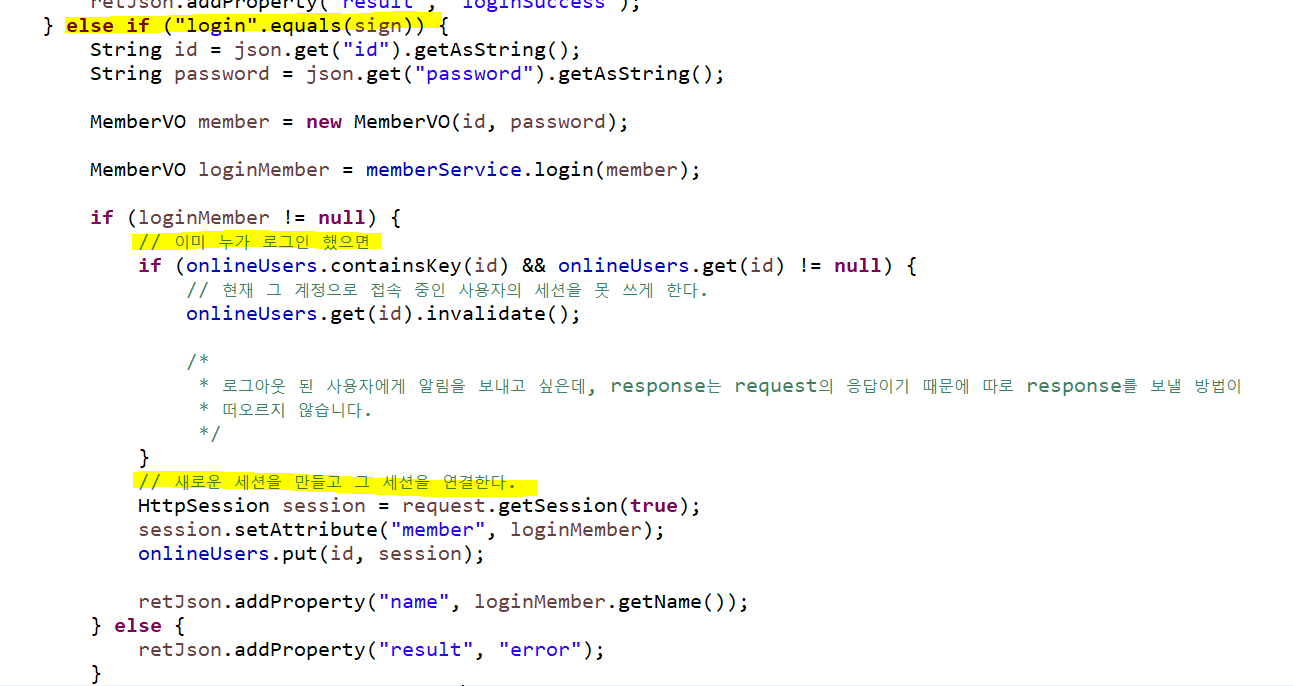 retJson.addProperty("result", "loginSuccess");
} else if ("login".equals(sign)) {
String id = json.get("id").getAsString();
String password = json.get("password").getAsString();
MemberVO member = new MemberVO(id, password);
MemberVO loginMember = memberService.login(member);
if (loginMember != null) {
// 이미 누가 로그인 했으면
if (onlineUsers.containsKey(id) && onlineUsers.get(id) != null) {
// 현재 그 계정으로 접속 중인 사용자의 세션을 못 쓰게 한다.
onlineUsers.get(id).invalidate();
/*
* 로그아웃 된 사용자에게 알림을 보내고 싶은데, response는 request의 응답이기 때문에 따로 response를 보낼 방법이
* 떠오르지 않습니다.
*/
}
// 새로운 세션을 만들고 그 세션을 연결한다.
HttpSession session = request.getSession(true);
session.setAttribute("member", loginMember);
onlineUsers.put(id, session);
retJson.addProperty("name", loginMember.getName());
} else {
retJson.addProperty("result", "error");
}